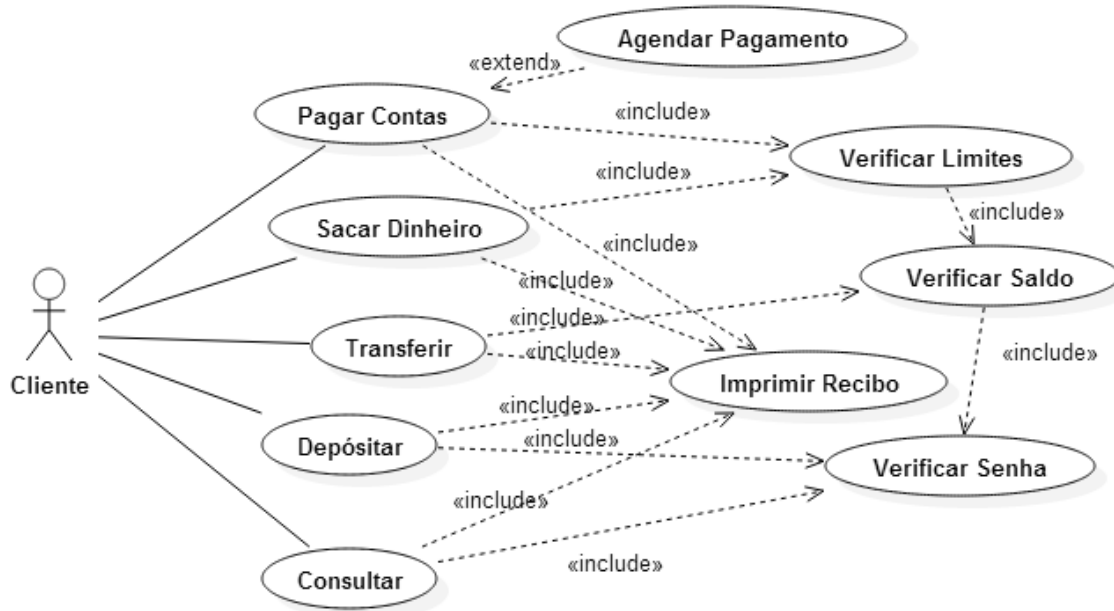 Agendar Pagamento
«extend»
Pagar Contas
«include»
Verificar Limites
«include»
Sacar Dinheiro
«include»
«include»
Verificar Saldo
«include»
«include»
Transferir
«include»
«include»
Cliente
Imprimir Recibo
«include»
Depósitar
«include»
Verificar Senha
«include»
«include»
Consultar